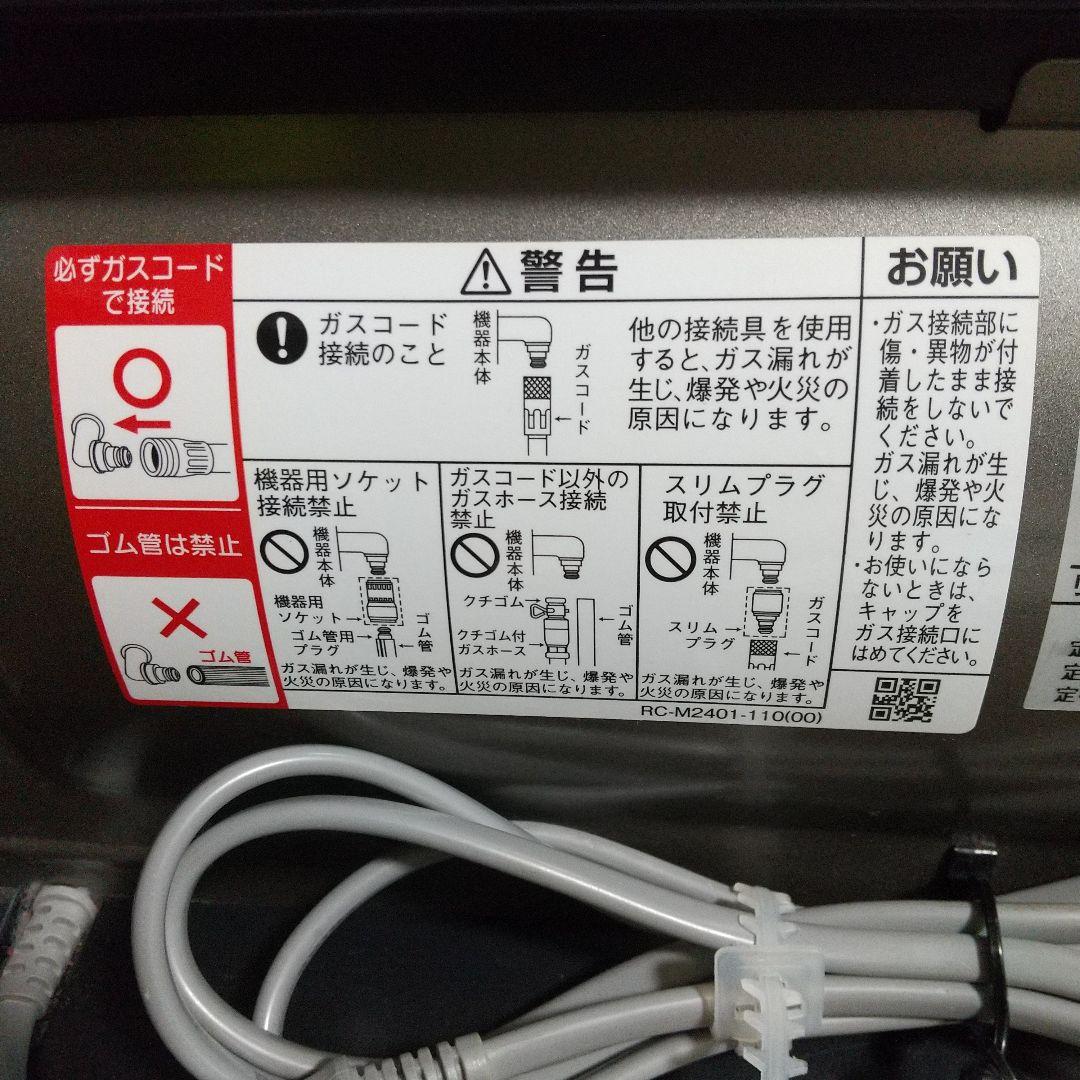 必ずガスコード
で接続
ゴム管は禁止
ゴム管
警告
ガスコード
接続のこと
機器本体
ガスコード
他の接続具を使用
すると、ガス漏れが
生じ、爆発や火災の
原因になります。
機器用ソケット
接続禁止
機器本体
機器用
ソケット
ゴム管用
プラグ
ゴム管
ガス漏れが生じ、爆発や
火災の原因になります。
ガスコード以外の
ガスホース接続
禁止
機器本体
クチゴム
クチゴム付
ガスホース
ゴム管
ガス漏れが生じ、爆発や
火災の原因になります。
スリムプラグ
取付禁止
機器本体
スリム
プラグ
ガスコード
ガス漏れが生じ、爆発や
火災の原因になります。
RC-M2401-110(00)
お願い
・ガス接続部に
傷・異物が付
着したまま接
続をしないで
ください。
ガス漏れが生
じ、爆発や火
災の原因にな
ります。
・お使いになら
ないときは、
キャップを
ガス接続口に
はめてください。
定
定
定